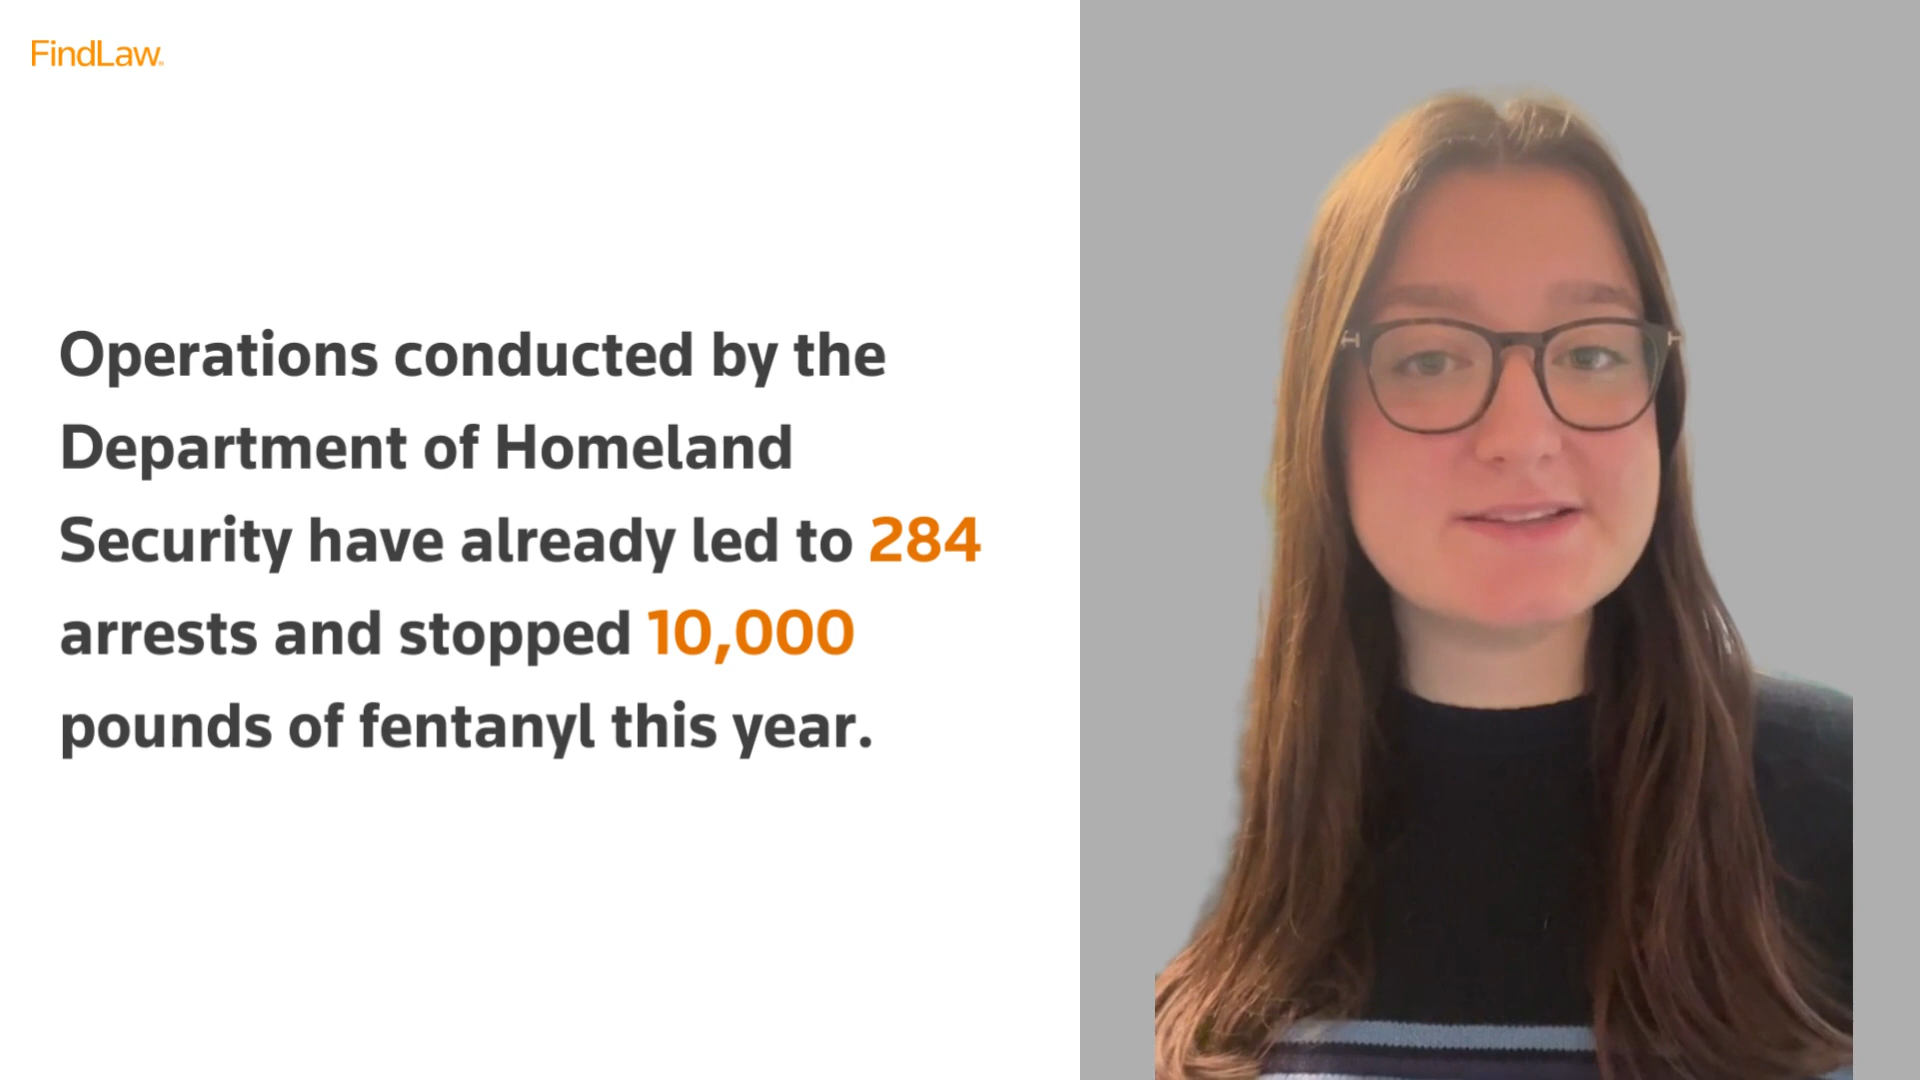 FindLaw.
Operations conducted by the
Department of Homeland
Security have already led to 284
arrests and stopped 10,000
pounds of fentanyl this year.